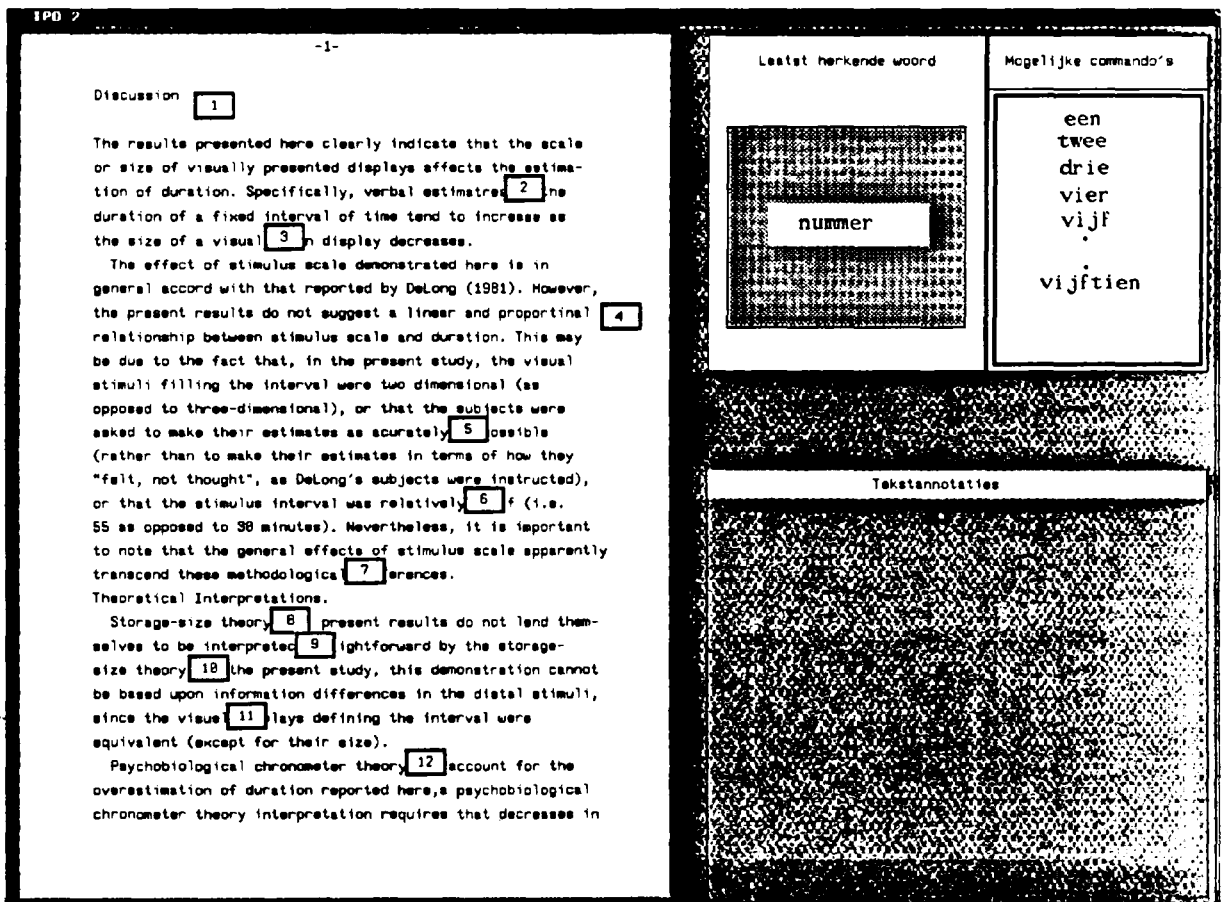 IPO 2
-1-
Discussion 1
The results presented here clearly indicate that the scale
or size of visually presented displays affects the estima-
tion of duration. Specifically, verbal estimatres 2 the
duration of a fixed interval of time tend to increase as
the size of a visual 3 n display decreases.
The effect of stimulus scale demonstrated here is in
general accord with that reported by DeLong (1981). However,
the present results do not suggest a linear and proportinal 4
relationship between stimulus scale and duration. This may
be due to the fact that, in the present study, the visual
stimuli filling the interval were two dimensional (as
opposed to three-dimensional), or that the subjects were
asked to make their estimates as acurately 5 ossible
(rather than to make their estimates in terms of how they
"felt, not thought", as DeLong's subjects were instructed),
or that the stimulus interval was relatively 6 f (i.e.
55 as opposed to 30 minutes). Nevertheless, it is important
to note that the general effects of stimulus scale apparently
transcend these methodological 7 erences.
Theoretical Interpretations.
Storage-size theory 8 present results do not lend them-
selves to be interpreted 9 ightforward by the storage-
size theory 10 the present study, this demonstration cannot
be based upon information differences in the distal stimuli,
since the visual 11 lays defining the interval were
equivalent (except for their size).
Psychobiological chronometer theory 12 account for the
overestimation of duration reported here,a psychobiological
chronometer theory interpretation requires that decreases in
Laatst herkende woord
nummer
Mogelijke commando's
een
twee
drie
vier
vijf
.
.
vijftien
Tekstannotaties